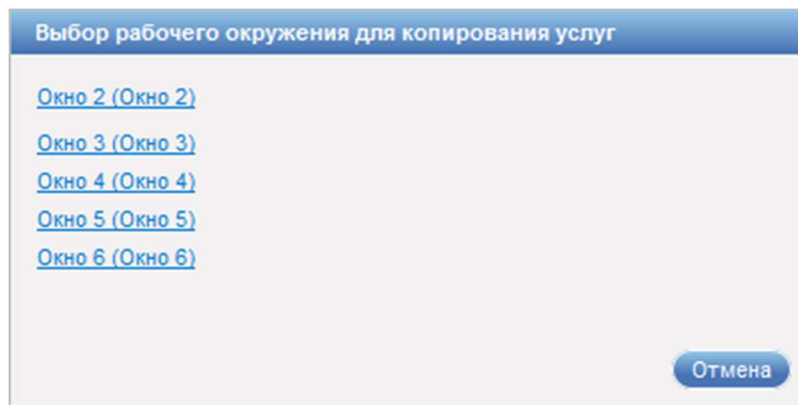 Выбор рабочего окружения для копирования услуг
Окно 2 (Окно 2)
Окно 3 (Окно 3)
Окно 4 (Окно 4)
Окно 5 (Окно 5)
Окно 6 (Окно 6)
Отмена